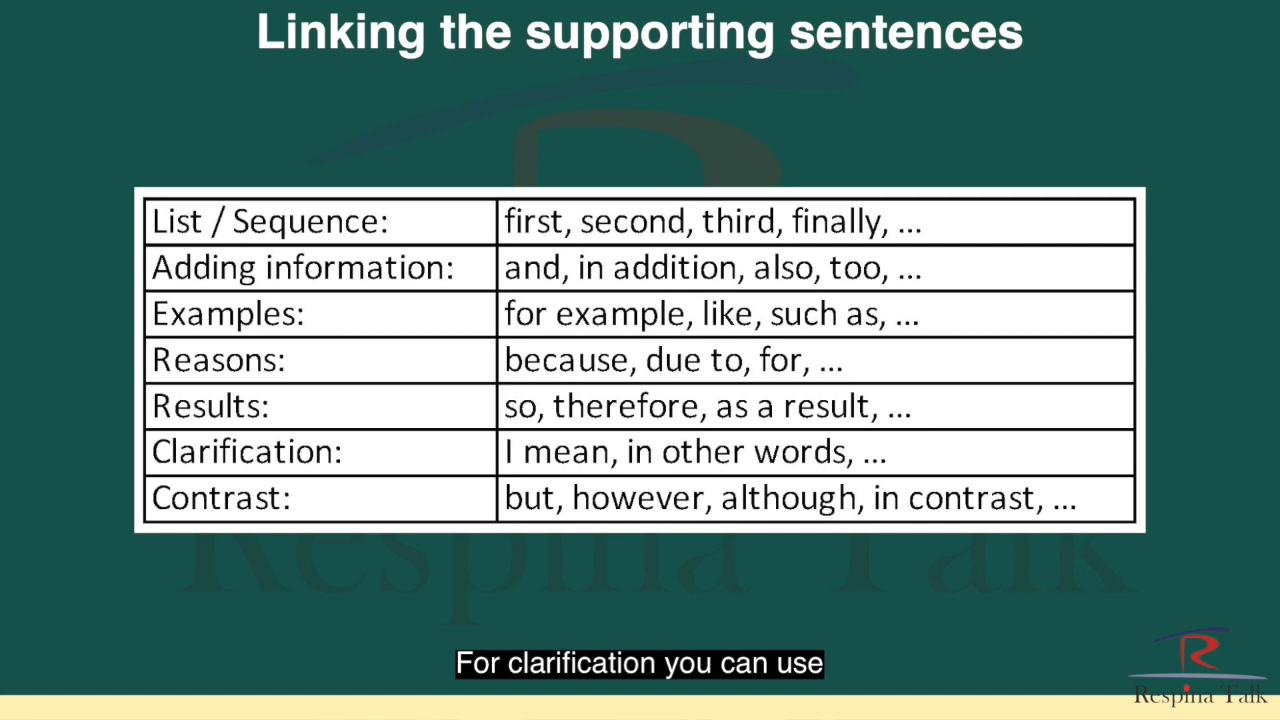 Linking the supporting sentences
List / Sequence: first, second, third, finally, ...
Adding information: and, in addition, also, too, ...
Examples: for example, like, such as, ...
Reasons: because, due to, for, ...
Results: so, therefore, as a result, ...
Clarification: I mean, in other words, ...
Contrast: but, however, although, in contrast, ...
Respina Talk
For clarification you can use
R
Respina Talk